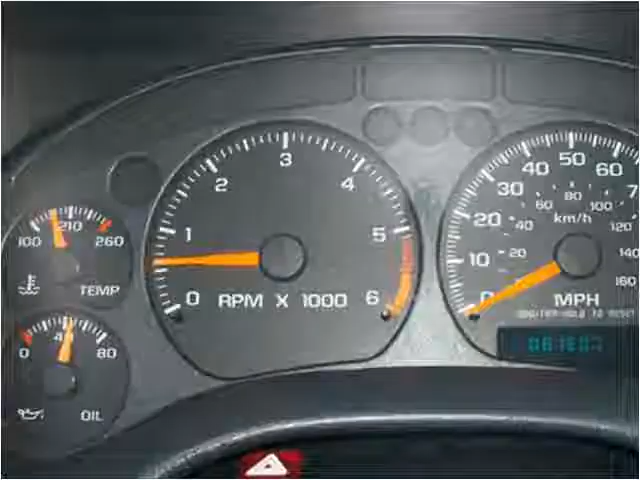 100 210 260
TEMP
0 40 80
OIL
0 1 2 3 4 5 6
RPM X 1000
0 10 20 30 40 50 60
20 40 60 80 100 120 140 160
km/h
MPH